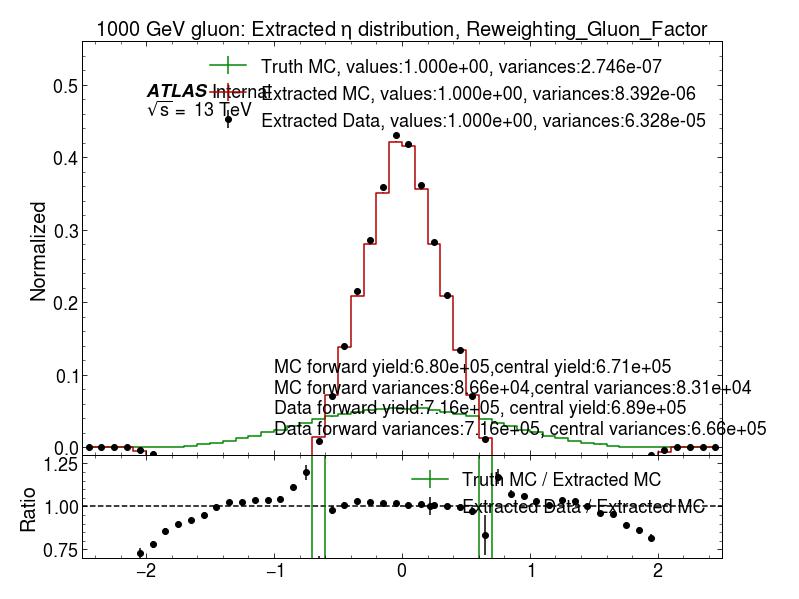 1000 GeV gluon: Extracted η distribution, Reweighting_Gluon_Factor
Truth MC, values:1.000e+00, variances:2.746e-07
ATLAS Internal
Extracted MC, values:1.000e+00, variances:8.392e-06
√s = 13 TeV
Extracted Data, values:1.000e+00, variances:6.328e-05
0.5
0.4
0.3
0.2
0.1
0.0
Normalized
MC forward yield:6.80e+05,central yield:6.71e+05
MC forward variances:8.66e+04,central variances:8.31e+04
Data forward yield:7.16e+05, central yield:6.89e+05
Data forward variances:7.16e+05, central variances:6.66e+05
1.25
1.00
0.75
Ratio
Truth MC / Extracted MC
Extracted Data / Extracted MC
−2 −1 0 1 2